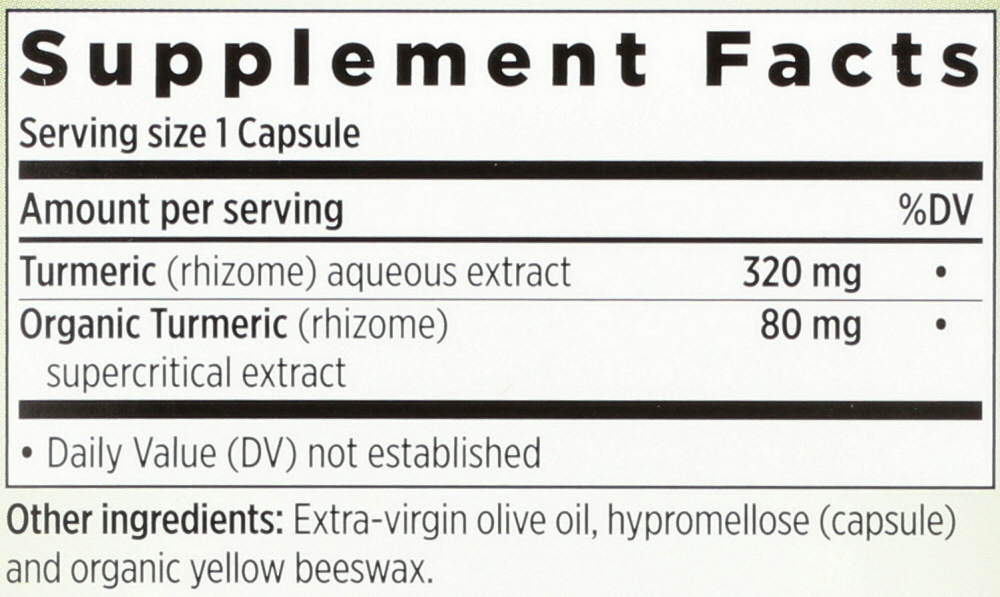 Supplement Facts
Serving size 1 Capsule
Amount per serving %DV
Turmeric (rhizome) aqueous extract 320 mg •
Organic Turmeric (rhizome) 80 mg •
supercritical extract
• Daily Value (DV) not established
Other ingredients: Extra-virgin olive oil, hypromellose (capsule)
and organic yellow beeswax.